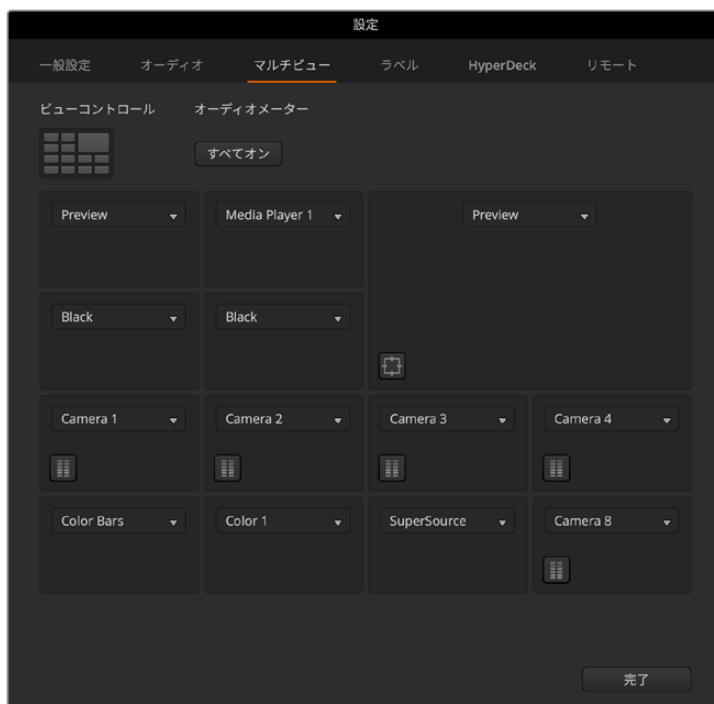 設定
一般設定 オーディオ マルチビュー ラベル HyperDeck リモート
ビューコントロール オーディオメーター
すべてオン
Preview Media Player 1 Preview
Black Black
Camera 1 Camera 2 Camera 3 Camera 4
Color Bars Color 1 SuperSource Camera 8
完了